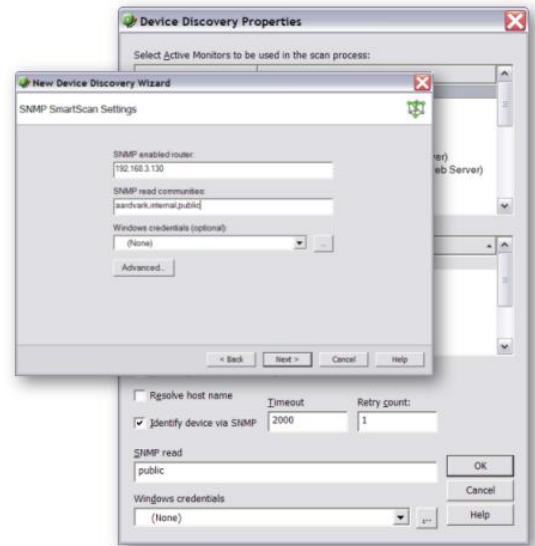 Device Discovery Properties
Select Active Monitors to be used in the scan process:
New Device Discovery Wizard
SNMP SmartScan Settings
SNMP enabled router:
192.168.3.130
SNMP read communities:
aardvark,internal,public
Windows credentials (optional):
(None)
...
Advanced..
< Back
Next >
Cancel
Help
er)
eb Server)
Resolve host name
Identify device via SNMP
Timeout
2000
Retry count:
1
SNMP read
public
Windows credentials
(None)
...
OK
Cancel
Help